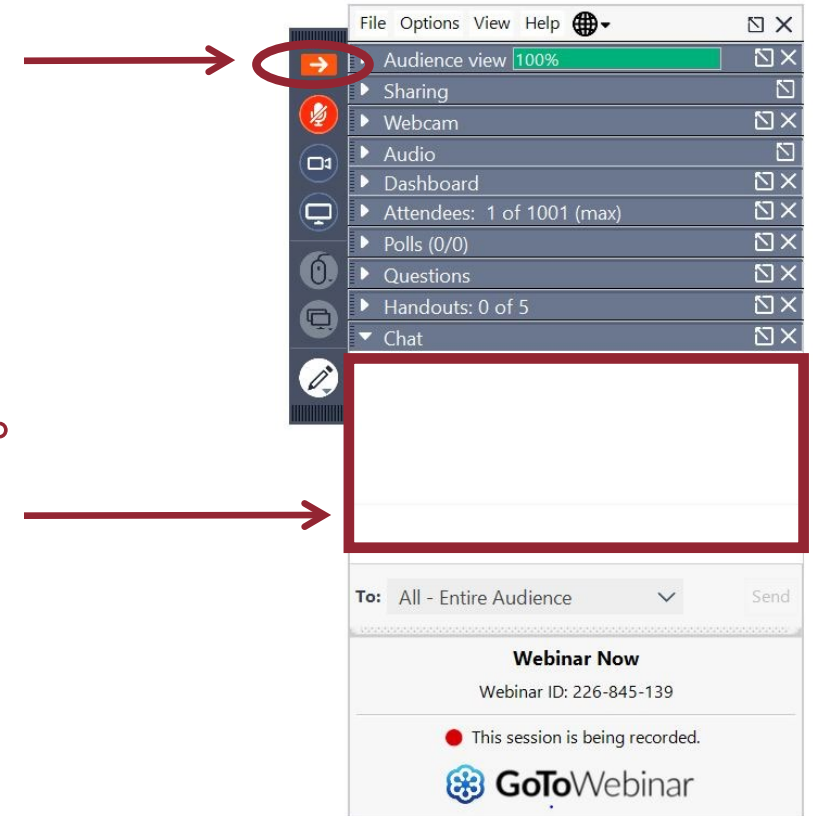 File Options View Help
Audience view 100%
Sharing
Webcam
Audio
Dashboard
Attendees: 1 of 1001 (max)
Polls (0/0)
Questions
Handouts: 0 of 5
Chat
To: All - Entire Audience Send
Webinar Now
Webinar ID: 226-845-139
This session is being recorded.
GoToWebinar